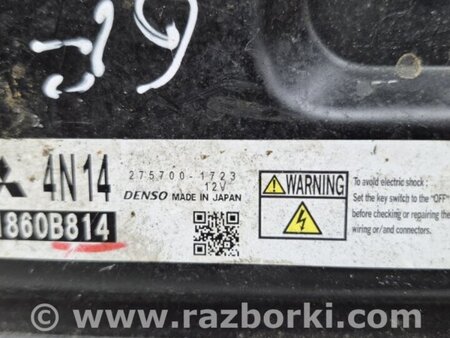 4N14
275700-1723
12V
DENSO MADE IN JAPAN
1860B814
WARNING
To avoid electric shock :
Set the key switch to the "OFF"
before checking or repairing the
wiring or/and connectors.
www.razborki.com